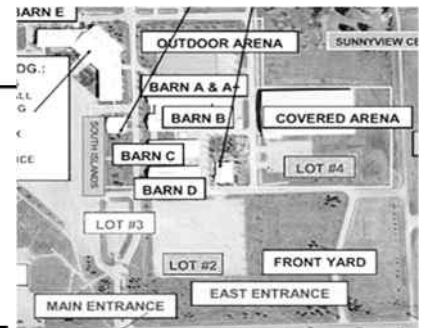 BARN E
OUTDOOR ARENA
SUNNYVIEW CE
DG.:
BARN A & A+
BARN B
COVERED ARENA
SOUTH ISLANDS
BARN C
LOT #4
BARN D
LOT #3
LOT #2
FRONT YARD
EAST ENTRANCE
MAIN ENTRANCE